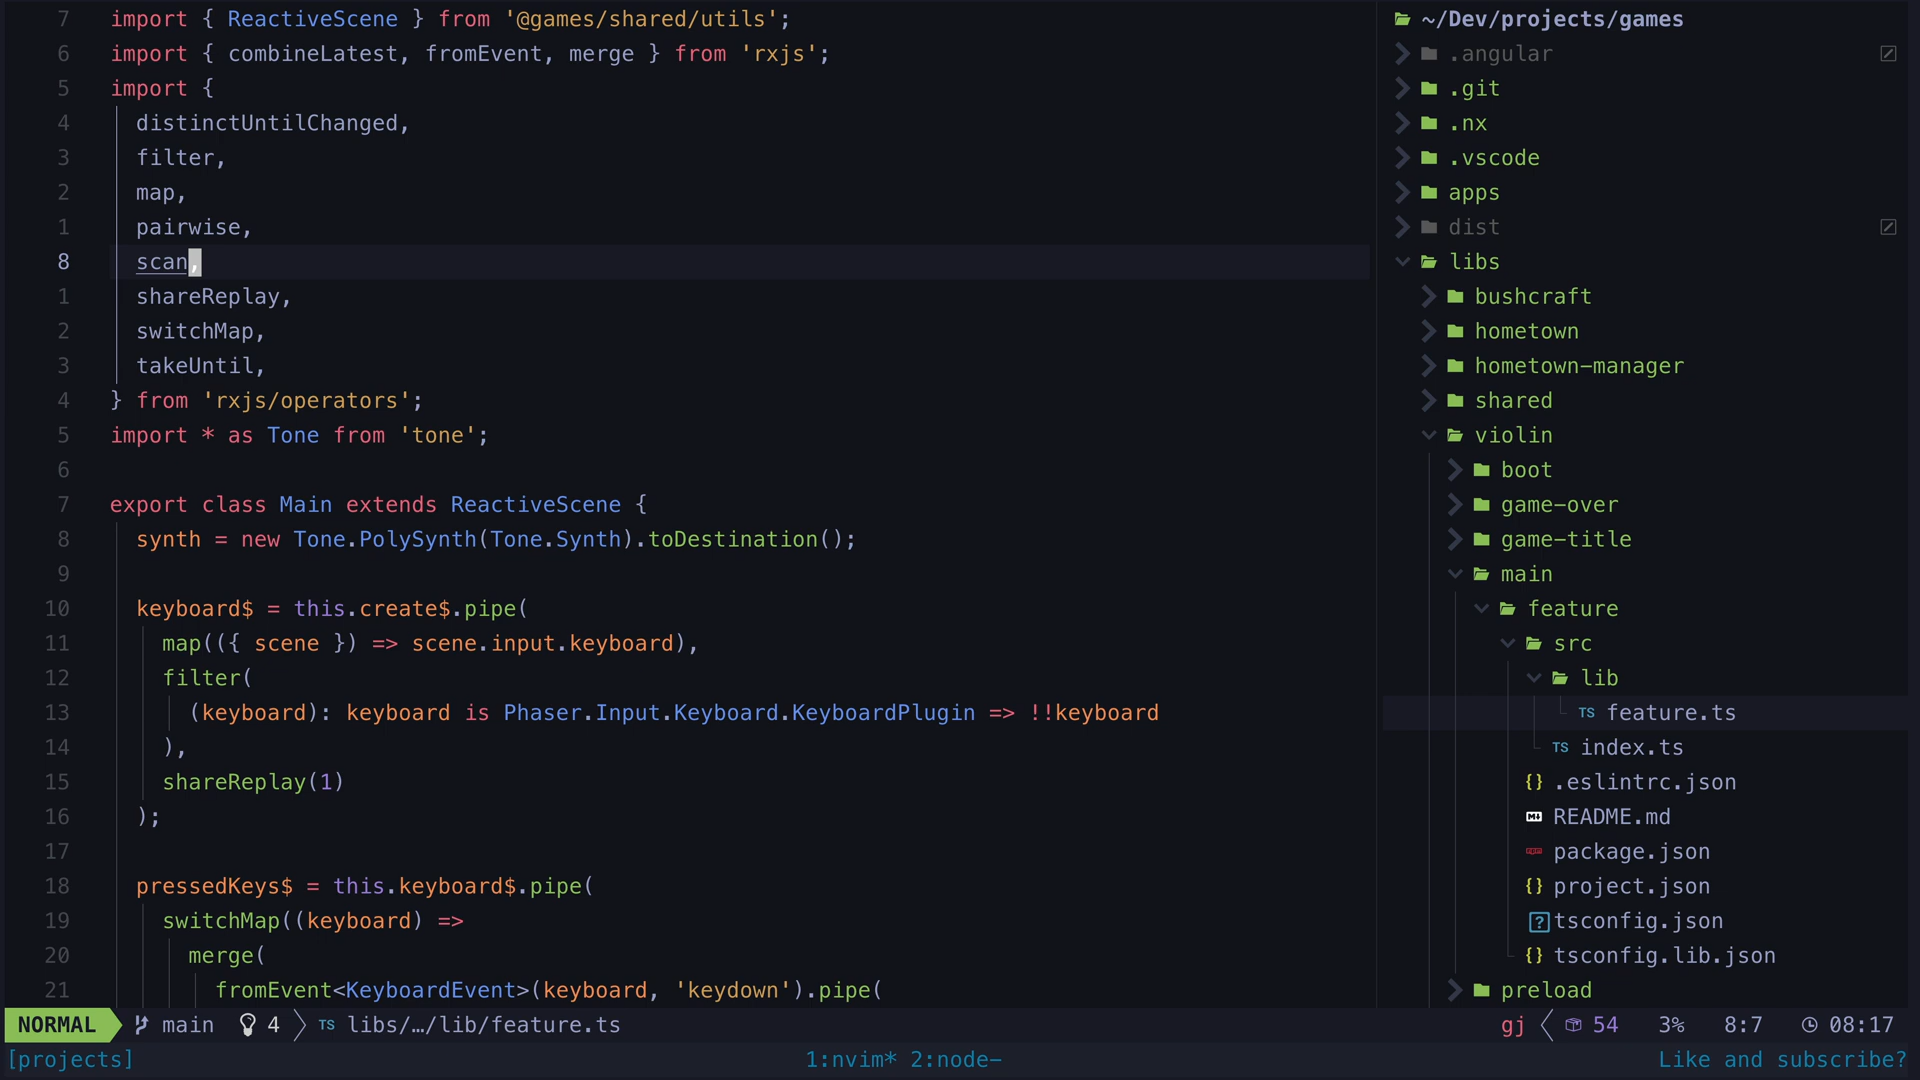 7 import { ReactiveScene } from '@games/shared/utils';
6 import { combineLatest, fromEvent, merge } from 'rxjs';
5 import {
4 distinctUntilChanged,
3 filter,
2 map,
1 pairwise,
8 scan,
1 shareReplay,
2 switchMap,
3 takeUntil,
4 } from 'rxjs/operators';
5 import * as Tone from 'tone';
6
7 export class Main extends ReactiveScene {
8 synth = new Tone.PolySynth(Tone.Synth).toDestination();
9
10 keyboard$ = this.create$.pipe(
11 map(({ scene }) => scene.input.keyboard),
12 filter(
13 (keyboard): keyboard is Phaser.Input.Keyboard.KeyboardPlugin => !!keyboard
14 ),
15 shareReplay(1)
16 );
17
18 pressedKeys$ = this.keyboard$.pipe(
19 switchMap((keyboard) =>
20 merge(
21 fromEvent<KeyboardEvent>(keyboard, 'keydown').pipe(
~/Dev/projects/games
.angular
.git
.nx
.vscode
apps
dist
libs
bushcraft
hometown
hometown-manager
shared
violin
boot
game-over
game-title
main
feature
src
lib
TS feature.ts
TS index.ts
{} .eslintrc.json
README.md
package.json
{} project.json
tsconfig.json
{} tsconfig.lib.json
preload
NORMAL main 4 TS libs/…/lib/feature.ts gj 54 3% 8:7 08:17
[projects] 1:nvim* 2:node- Like and subscribe?